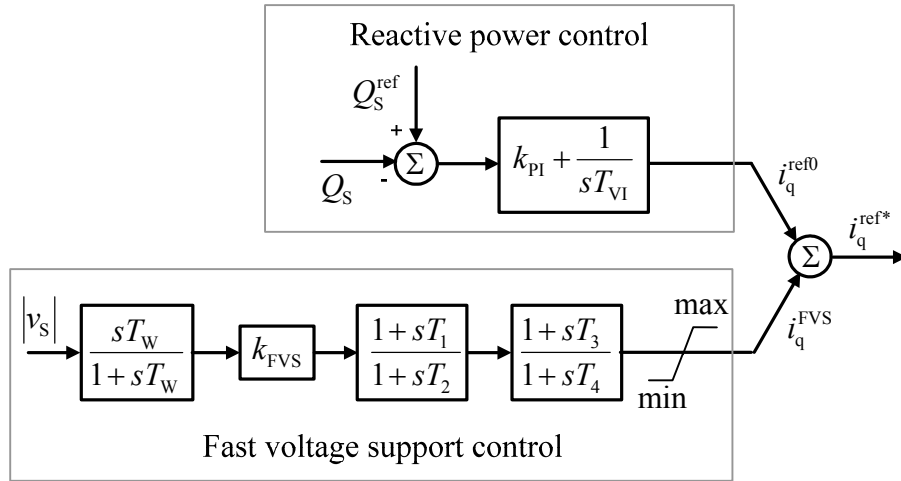 Reactive power control
Q_S^ref
+
Σ
-
Q_S
k_PI + 1/(sT_VI)
i_q^ref0
i_q^ref*
Σ
|v_S|
sT_W/(1 + sT_W)
k_FVS
(1 + sT_1)/(1 + sT_2)
(1 + sT_3)/(1 + sT_4)
max
min
i_q^FVS
Fast voltage support control